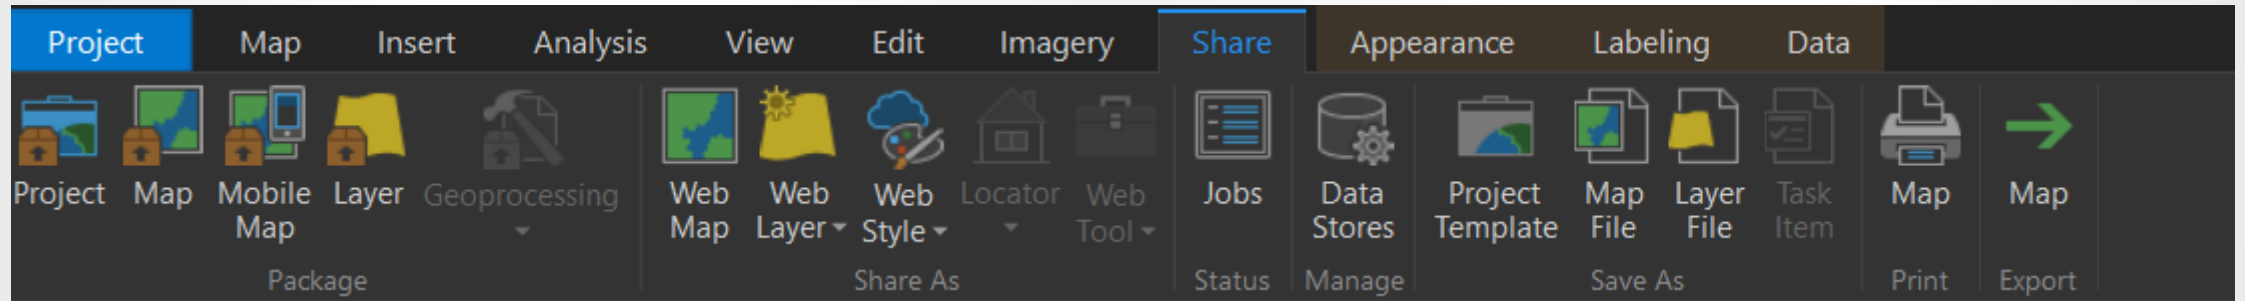 Project Map Insert Analysis View Edit Imagery Share Appearance Labeling Data
Project Map Mobile Layer Geoprocessing Web Web Web Locator Web Jobs Data Project Map Layer Task Map Map
Map Map Layer Style Tool Stores Template File File Item
Package Share As Status Manage Save As Print Export